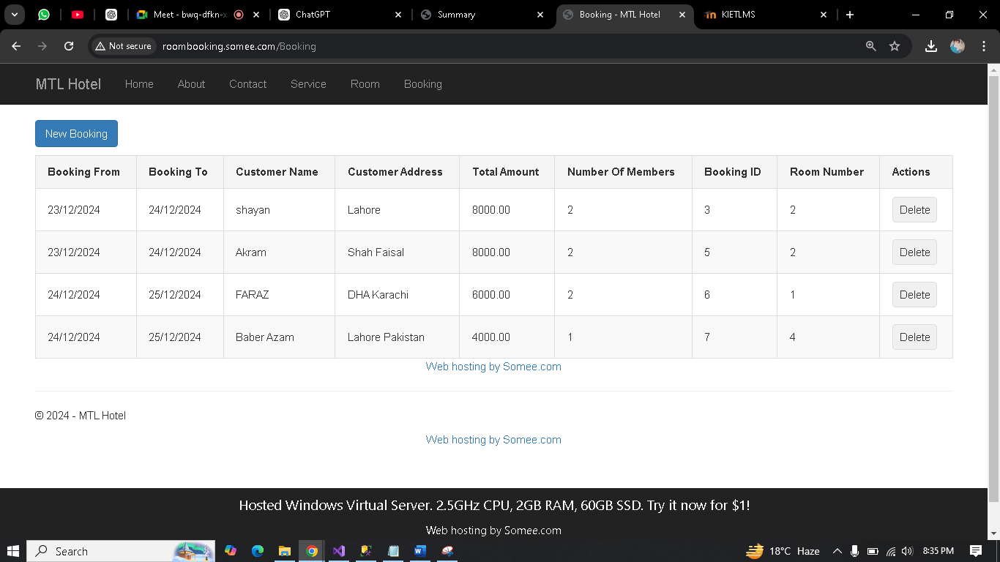 Meet - bwq-dfkn-x
ChatGPT
Summary
Booking - MTL Hotel
KIETLMS
Not secure
roombooking.somee.com/Booking
MTL Hotel Home About Contact Service Room Booking
New Booking
Booking From Booking To Customer Name Customer Address Total Amount Number Of Members Booking ID Room Number Actions
23/12/2024 24/12/2024 shayan Lahore 8000.00 2 3 2 Delete
23/12/2024 24/12/2024 Akram Shah Faisal 8000.00 2 5 2 Delete
24/12/2024 25/12/2024 FARAZ DHA Karachi 6000.00 2 6 1 Delete
24/12/2024 25/12/2024 Baber Azam Lahore Pakistan 4000.00 1 7 4 Delete
Web hosting by Somee.com
© 2024 - MTL Hotel
Web hosting by Somee.com
Hosted Windows Virtual Server. 2.5GHz CPU, 2GB RAM, 60GB SSD. Try it now for $1!
Web hosting by Somee.com
Search
18°C Haze
8:35 PM